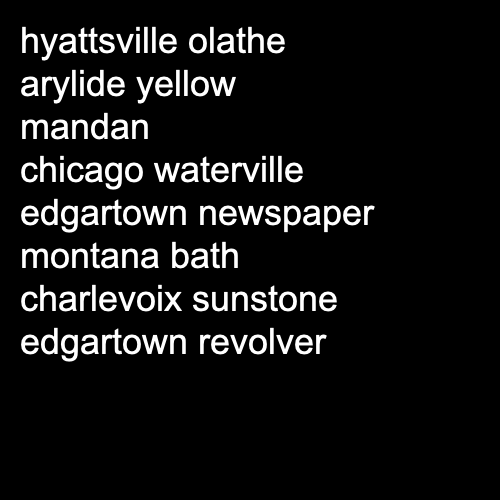 hyattsville olathe
arylide yellow
mandan
chicago waterville
edgartown newspaper
montana bath
charlevoix sunstone
edgartown revolver